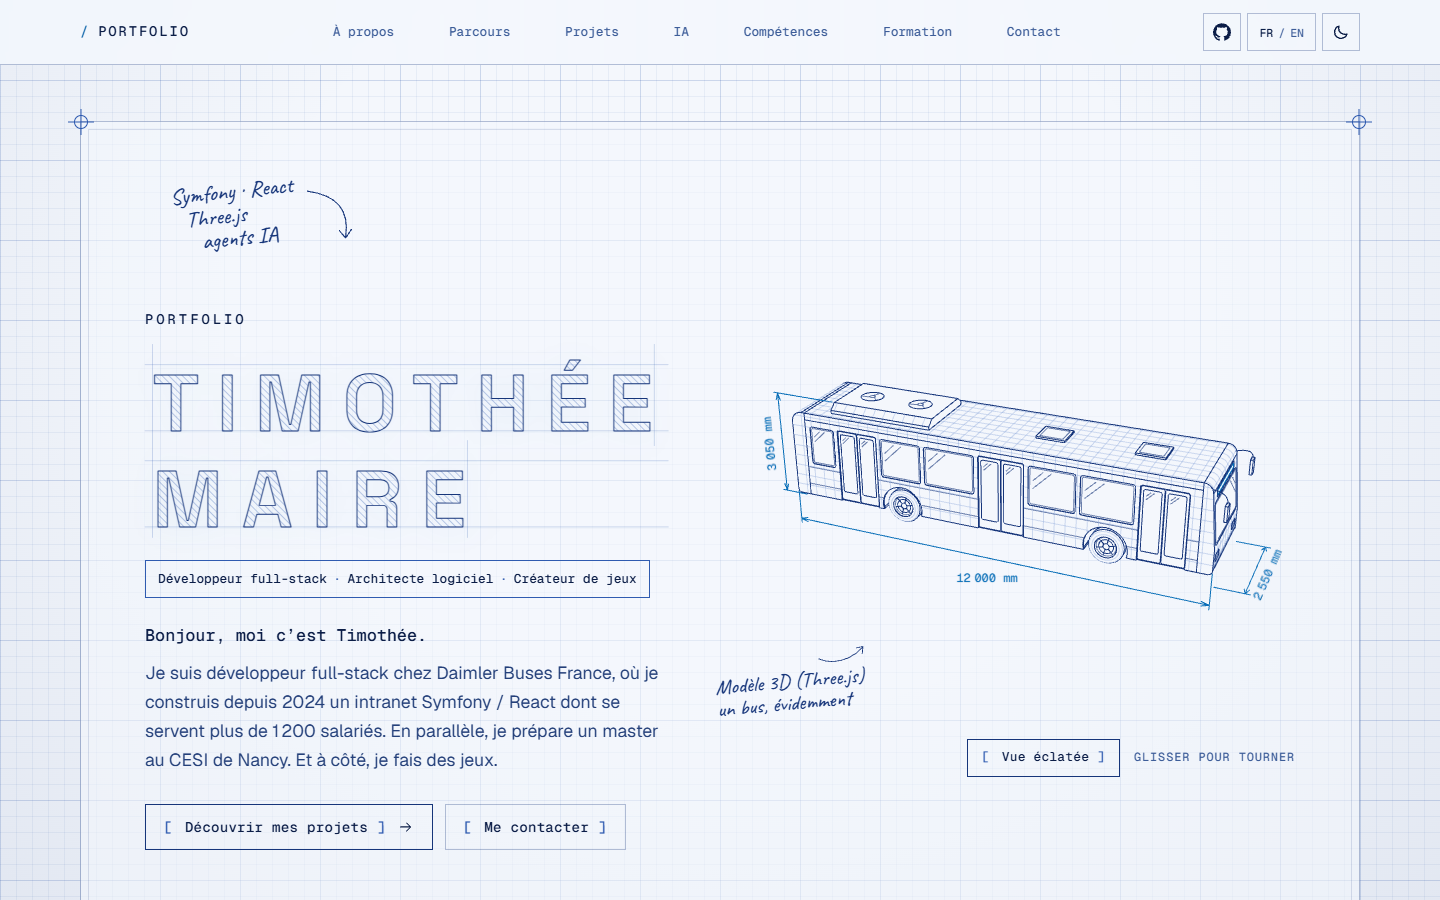 / PORTFOLIO
À propos
Parcours
Projets
IA
Compétences
Formation
Contact
FR / EN
Symfony · React
Three.js
agents IA
PORTFOLIO
TIMOTHÉE
MAIRE
Développeur full-stack · Architecte logiciel · Créateur de jeux
Bonjour, moi c’est Timothée.
Je suis développeur full-stack chez Daimler Buses France, où je
construis depuis 2024 un intranet Symfony / React dont se
servent plus de 1 200 salariés. En parallèle, je prépare un master
au CESI de Nancy. Et à côté, je fais des jeux.
[ Découvrir mes projets ] →
[ Me contacter ]
3 050 mm
12 000 mm
2 550 mm
Modèle 3D (Three.js)
un bus, évidemment
[ Vue éclatée ]
GLISSER POUR TOURNER